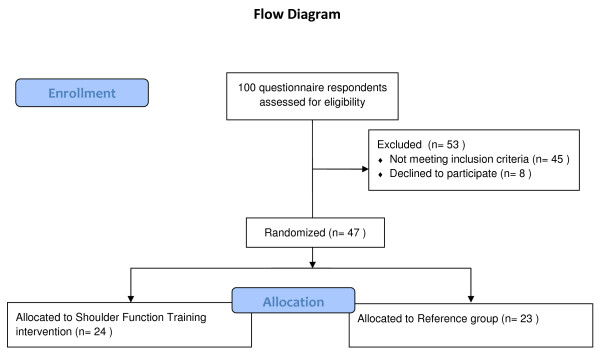 Flow Diagram
Enrollment
100 questionnaire respondents
assessed for eligibility
Excluded (n= 53 )
♦ Not meeting inclusion criteria (n= 45 )
♦ Declined to participate (n= 8 )
Randomized (n= 47 )
Allocation
Allocated to Shoulder Function Training
intervention (n= 24 )
Allocated to Reference group (n= 23 )